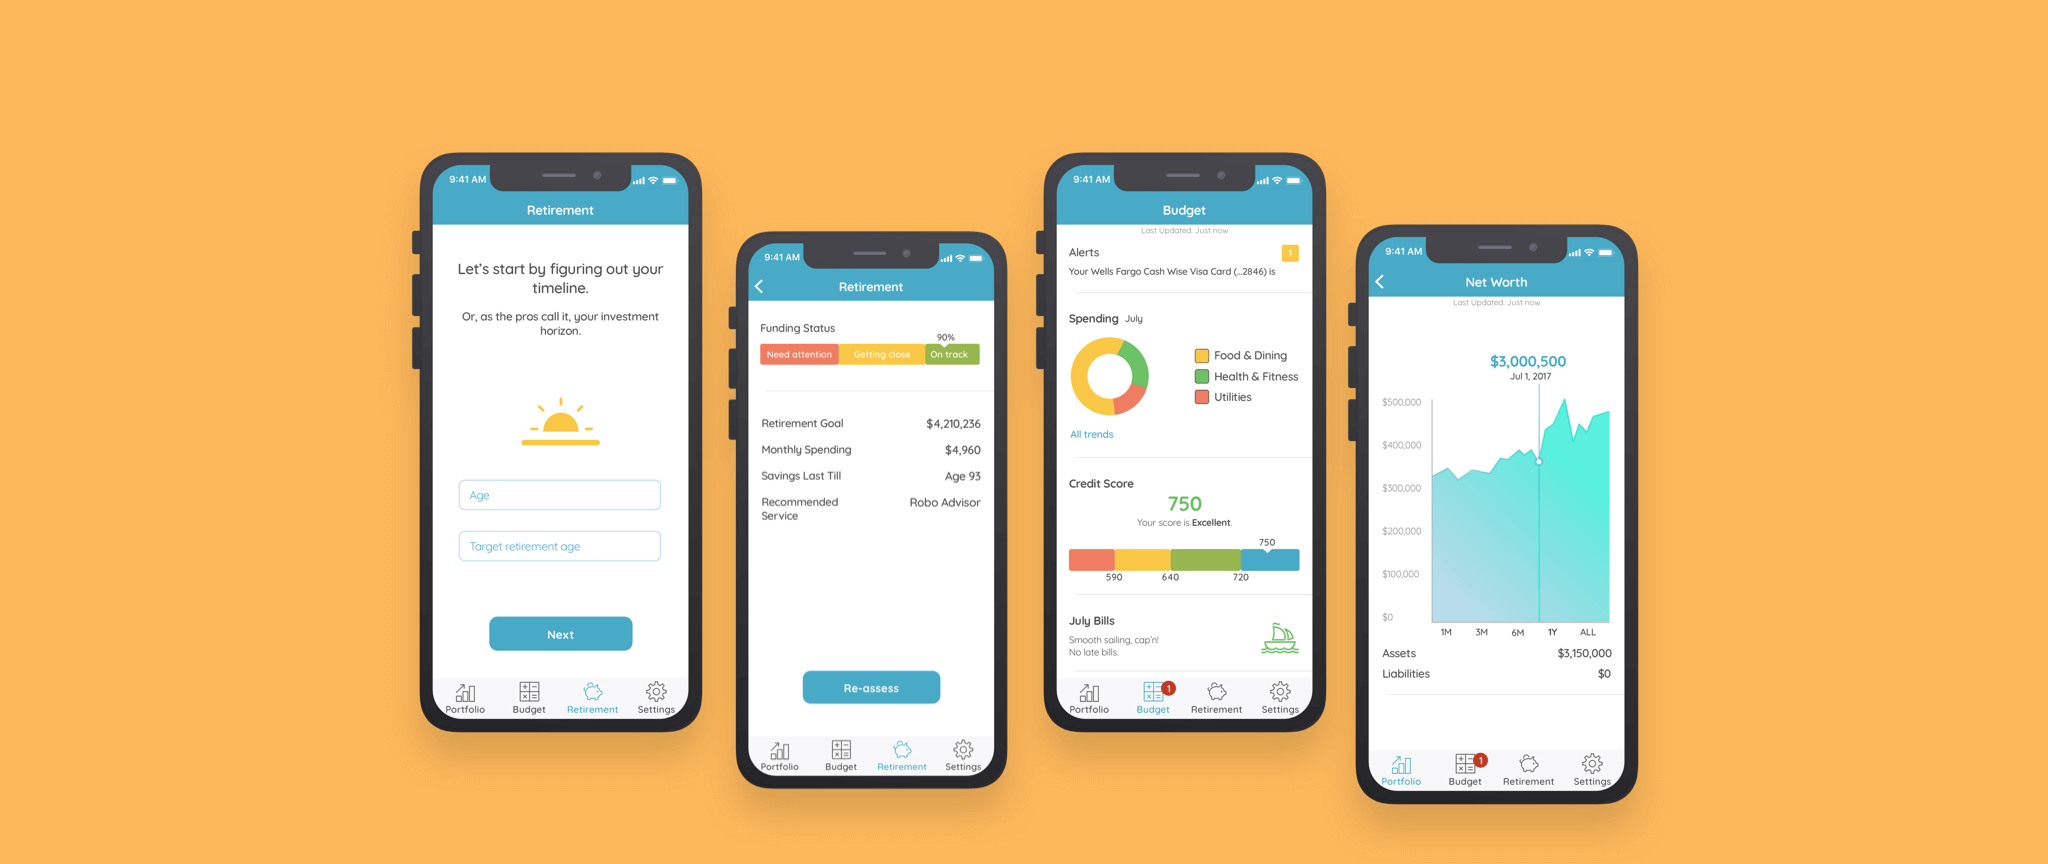 9:41 AM
Retirement
Let's start by figuring out your
timeline.
Or, as the pros call it, your investment
horizon.
Age
Target retirement age
Next
Portfolio
Budget
Retirement
Settings
9:41 AM
Retirement
Funding Status
90%
Need attention
Getting close
On track
Retirement Goal $4,210,236
Monthly Spending $4,960
Savings Last Till Age 93
Recommended Robo Advisor
Service
Re-assess
Portfolio
Budget
Retirement
Settings
9:41 AM
Budget
Last Updated: Just now
Alerts 1
Your Wells Fargo Cash Wise Visa Card (...2846) is
Spending July
Food & Dining
Health & Fitness
Utilities
All trends
Credit Score
750
Your score is Excellent.
750
590 640 720
July Bills
Smooth sailing, cap'n!
No late bills.
1
Portfolio
Budget
Retirement
Settings
9:41 AM
Net Worth
Last Updated: Just now
$3,000,500
Jul 1, 2017
$500,000
$400,000
$300,000
$200,000
$100,000
$0
1M 3M 6M 1Y ALL
Assets $3,150,000
Liabilities $0
1
Portfolio
Budget
Retirement
Settings